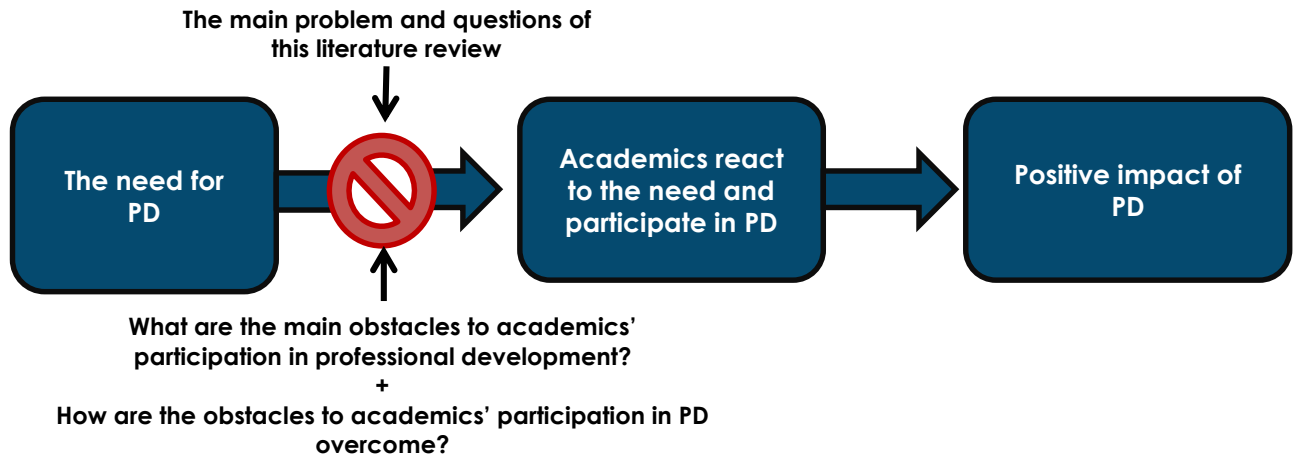 The main problem and questions of
this literature review
The need for
PD
Academics react
to the need and
participate in PD
Positive impact of
PD
What are the main obstacles to academics’
participation in professional development?
+
How are the obstacles to academics’ participation in PD
overcome?